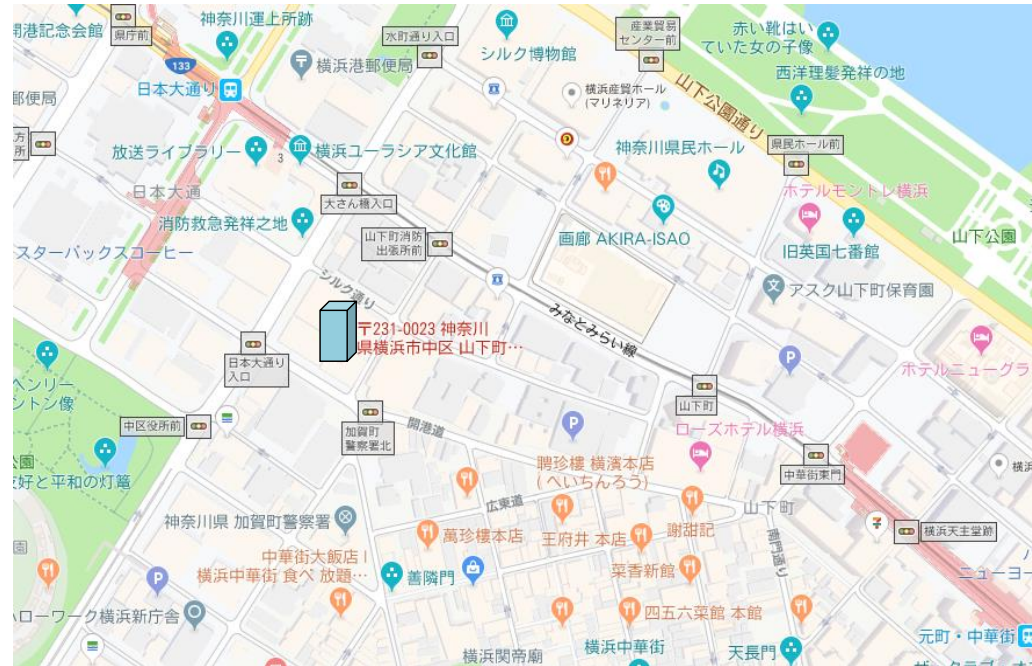 神奈川運上所跡
港記念会館
県庁前
133
日本大通り
横浜港郵便局
水町通り入口
シルク博物館
産業貿易
センター前
赤い靴はい
ていた女の子像
西洋理髪発祥の地
横浜産貿ホール
(マリネリア)
山下公園通り
県民ホール前
郵便局
放送ライブラリー
3
横浜ユーラシア文化館
神奈川県民ホール
日本大通
大さん橋入口
ホテルモントレ横浜
消防救急発祥之地
山下町消防
出張所前
画廊 AKIRA-ISAO
旧英国七番館
山下公園
スターバックスコーヒー
シルク通り
アスク山下町保育園
〒231-0023 神奈川
県横浜市中区 山下町…
みなとみらい線
日本大通り
入口
P
ホテルニューグラ
ヘンリー
ントン像
中区役所前
加賀町
警察署北
開港道
P
山下町
ローズホテル横浜
中華街東門
公園
友好と平和の灯篭
聘珍樓 横濱本店
(へいちんろう)
広東道
神奈川県 加賀町警察署
萬珍樓本店
王府井 本店
謝甜記
山下町
南門通り
横浜天主堂跡
中華街大飯店 |
横浜中華街 食べ 放題…
善隣門
菜香新館
P
ハローワーク横浜新庁舎
四五六菜館 本館
ニューヨー
横浜関帝廟
横浜中華街
天長門
元町・中華街